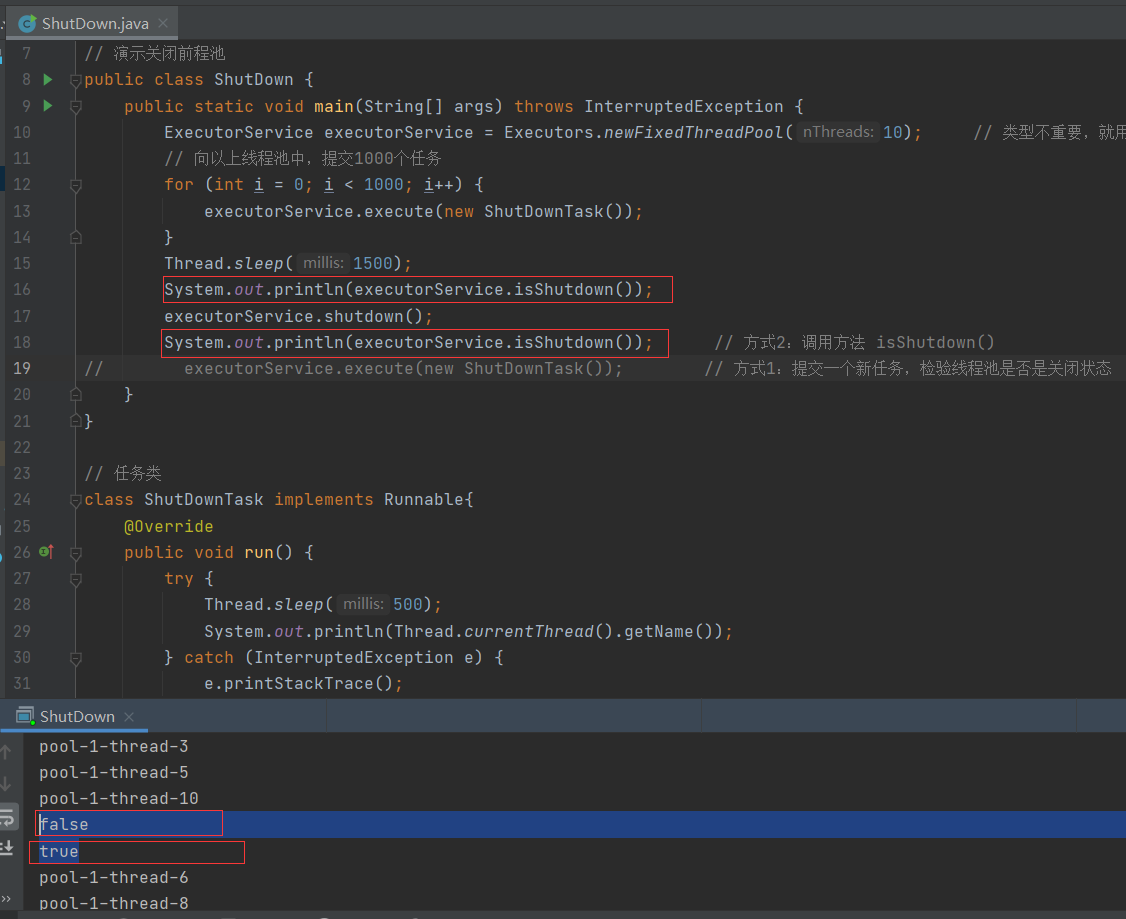 ShutDown.java
7 // 演示关闭前程池
8 public class ShutDown {
9 public static void main(String[] args) throws InterruptedException {
10 ExecutorService executorService = Executors.newFixedThreadPool( nThreads: 10); // 类型不重要，就用
11 // 向以上线程池中，提交1000个任务
12 for (int i = 0; i < 1000; i++) {
13 executorService.execute(new ShutDownTask());
14 }
15 Thread.sleep( millis: 1500);
16 System.out.println(executorService.isShutdown());
17 executorService.shutdown();
18 System.out.println(executorService.isShutdown()); // 方式2：调用方法 isShutdown()
19 // executorService.execute(new ShutDownTask()); // 方式1：提交一个新任务，检验线程池是否是关闭状态
20 }
21 }
22
23 // 任务类
24 class ShutDownTask implements Runnable{
25 @Override
26 public void run() {
27 try {
28 Thread.sleep( millis: 500);
29 System.out.println(Thread.currentThread().getName());
30 } catch (InterruptedException e) {
31 e.printStackTrace();
ShutDown
pool-1-thread-3
pool-1-thread-5
pool-1-thread-10
false
true
pool-1-thread-6
pool-1-thread-8